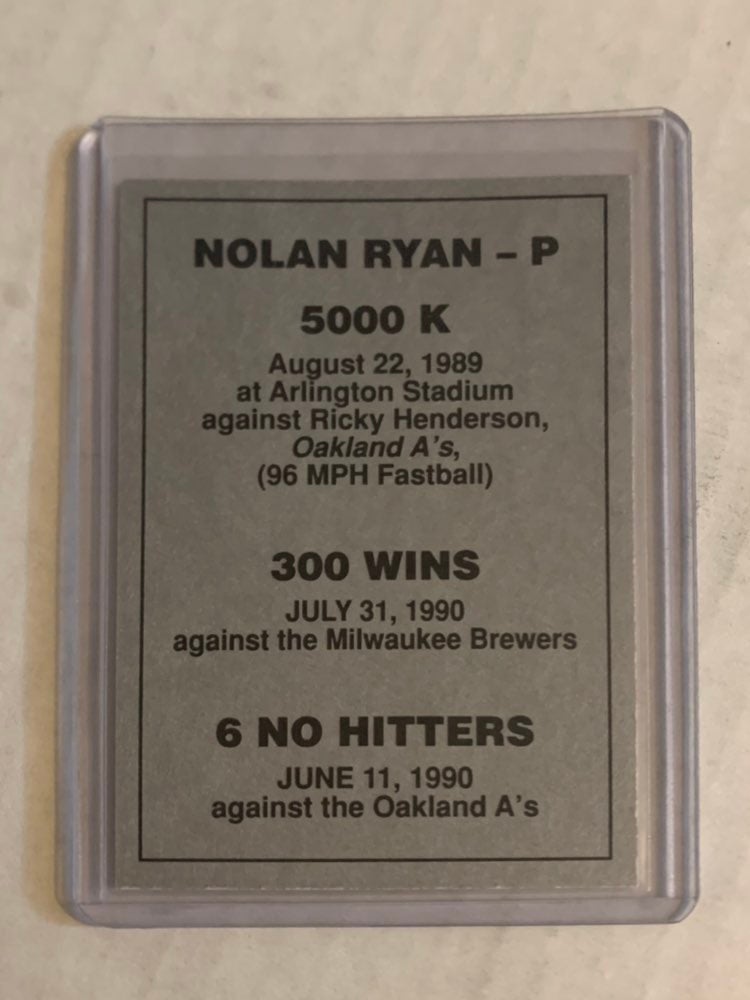 NOLAN RYAN – P
5000 K
August 22, 1989
at Arlington Stadium
against Ricky Henderson,
Oakland A's,
(96 MPH Fastball)
300 WINS
JULY 31, 1990
against the Milwaukee Brewers
6 NO HITTERS
JUNE 11, 1990
against the Oakland A's